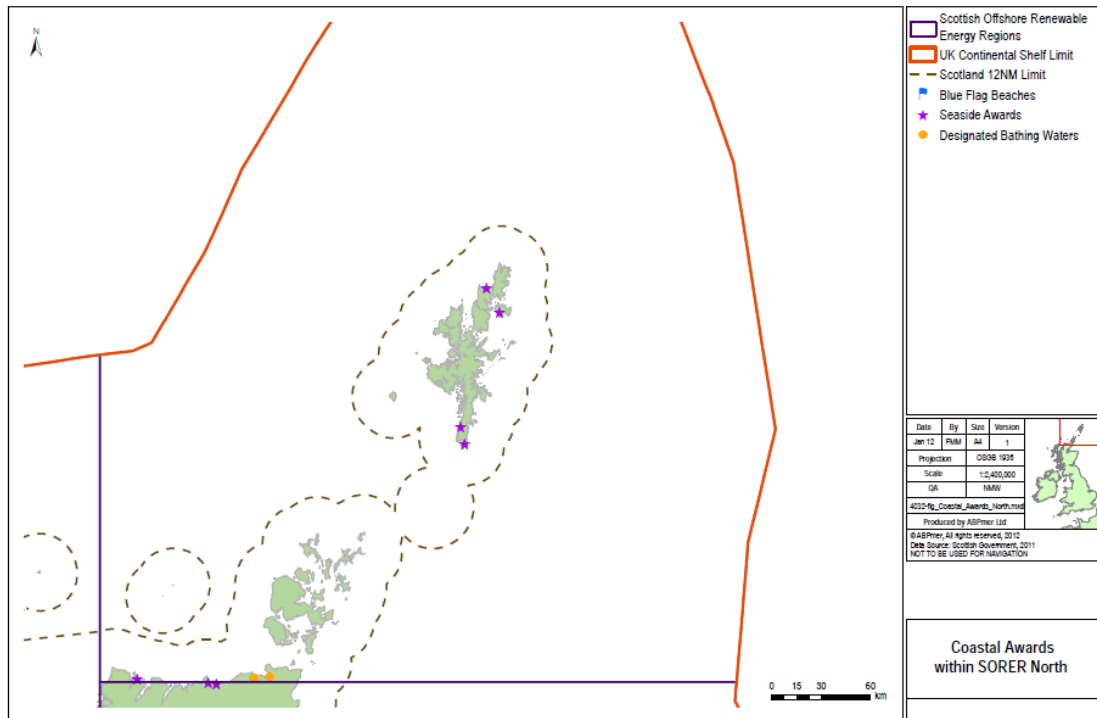 N
Scottish Offshore Renewable
Energy Regions
UK Continental Shelf Limit
Scotland 12NM Limit
Blue Flag Beaches
Seaside Awards
Designated Bathing Waters
Date By Size Version
Jan 12 FMM A4 1
Projection OSGB 1936
Scale 1:2,400,000
QA NMW
4032-fig_Coastal_Awards_North.mxd
Produced by ABPmer Ltd
©ABPmer, All rights reserved, 2012
Data Source: Scottish Government, 2011
NOT TO BE USED FOR NAVIGATION
0 15 30 60
km
Coastal Awards
within SORER North